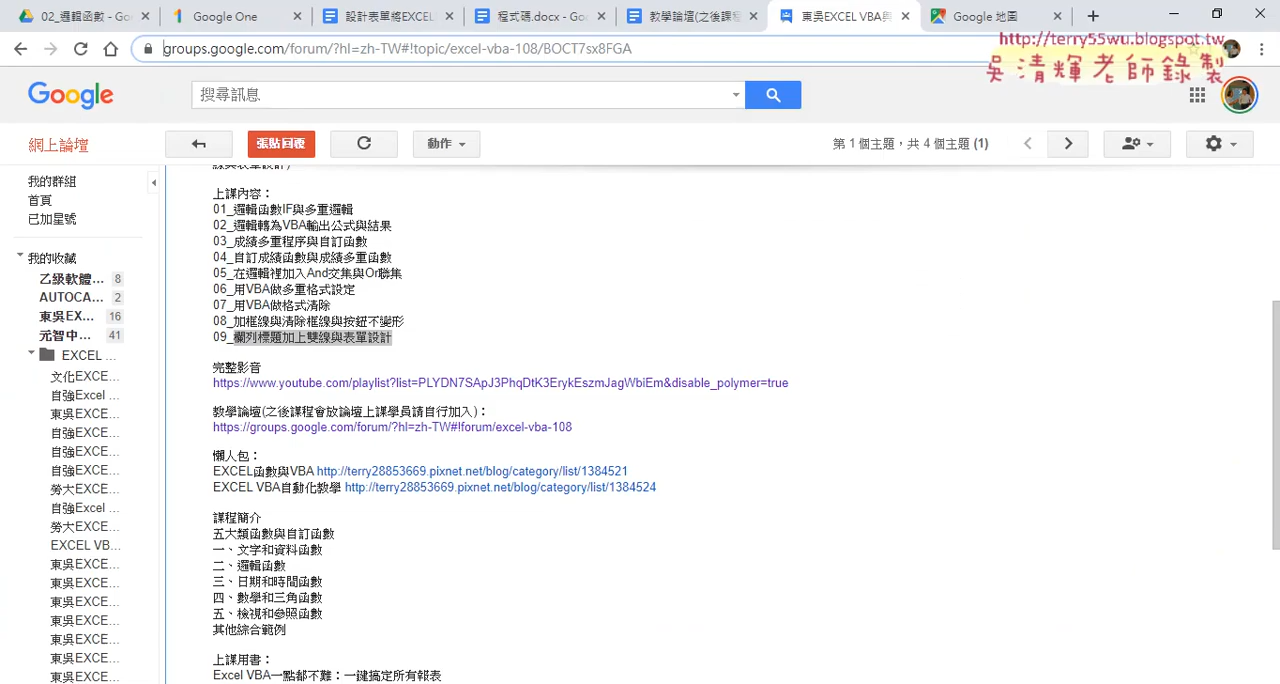 02_邏輯函數 - Go
Google One
設計表單將EXCEL
程式碼.docx - Go
教學論壇(之後課程
東吳EXCEL VBA與
Google 地圖
groups.google.com/forum/?hl=zh-TW#!topic/excel-vba-108/BOCT7sx8FGA
http://terry55wu.blogspot.tw
吳清輝老師錄製
Google
搜尋訊息
網上論壇
張貼回覆
動作
第 1 個主題，共 4 個主題 (1)
我的群組
首頁
已加星號
我的收藏
乙級軟體... 8
AUTOCA... 2
東吳EX... 16
元智中... 41
EXCEL ...
文化EXCE...
自強Excel ...
東吳EXCE...
自強EXCE...
自強EXCE...
自強EXCE...
勞大EXCE...
自強Excel ...
勞大EXCE...
EXCEL VB...
東吳EXCE...
東吳EXCE...
東吳EXCE...
東吳EXCE...
東吳EXCE...
東吳EXCE...
東吳EXCE...
線與表單設計)
上課內容：
01_邏輯函數IF與多重邏輯
02_邏輯轉為VBA輸出公式與結果
03_成績多重程序與自訂函數
04_自訂成績函數與成績多重函數
05_在邏輯裡加入And交集與Or聯集
06_用VBA做多重格式設定
07_用VBA做格式清除
08_加框線與清除框線與按鈕不變形
09_欄列標題加上雙線與表單設計
完整影音
https://www.youtube.com/playlist?list=PLYDN7SApJ3PhqDtK3ErykEszmJagWbiEm&disable_polymer=true
教學論壇(之後課程會放論壇上課學員請自行加入)：
https://groups.google.com/forum/?hl=zh-TW#!forum/excel-vba-108
懶人包：
EXCEL函數與VBA http://terry28853669.pixnet.net/blog/category/list/1384521
EXCEL VBA自動化教學 http://terry28853669.pixnet.net/blog/category/list/1384524
課程簡介
五大類函數與自訂函數
一、文字和資料函數
二、邏輯函數
三、日期和時間函數
四、數學和三角函數
五、檢視和參照函數
其他綜合範例
上課用書：
Excel VBA一點都不難：一鍵搞定所有報表